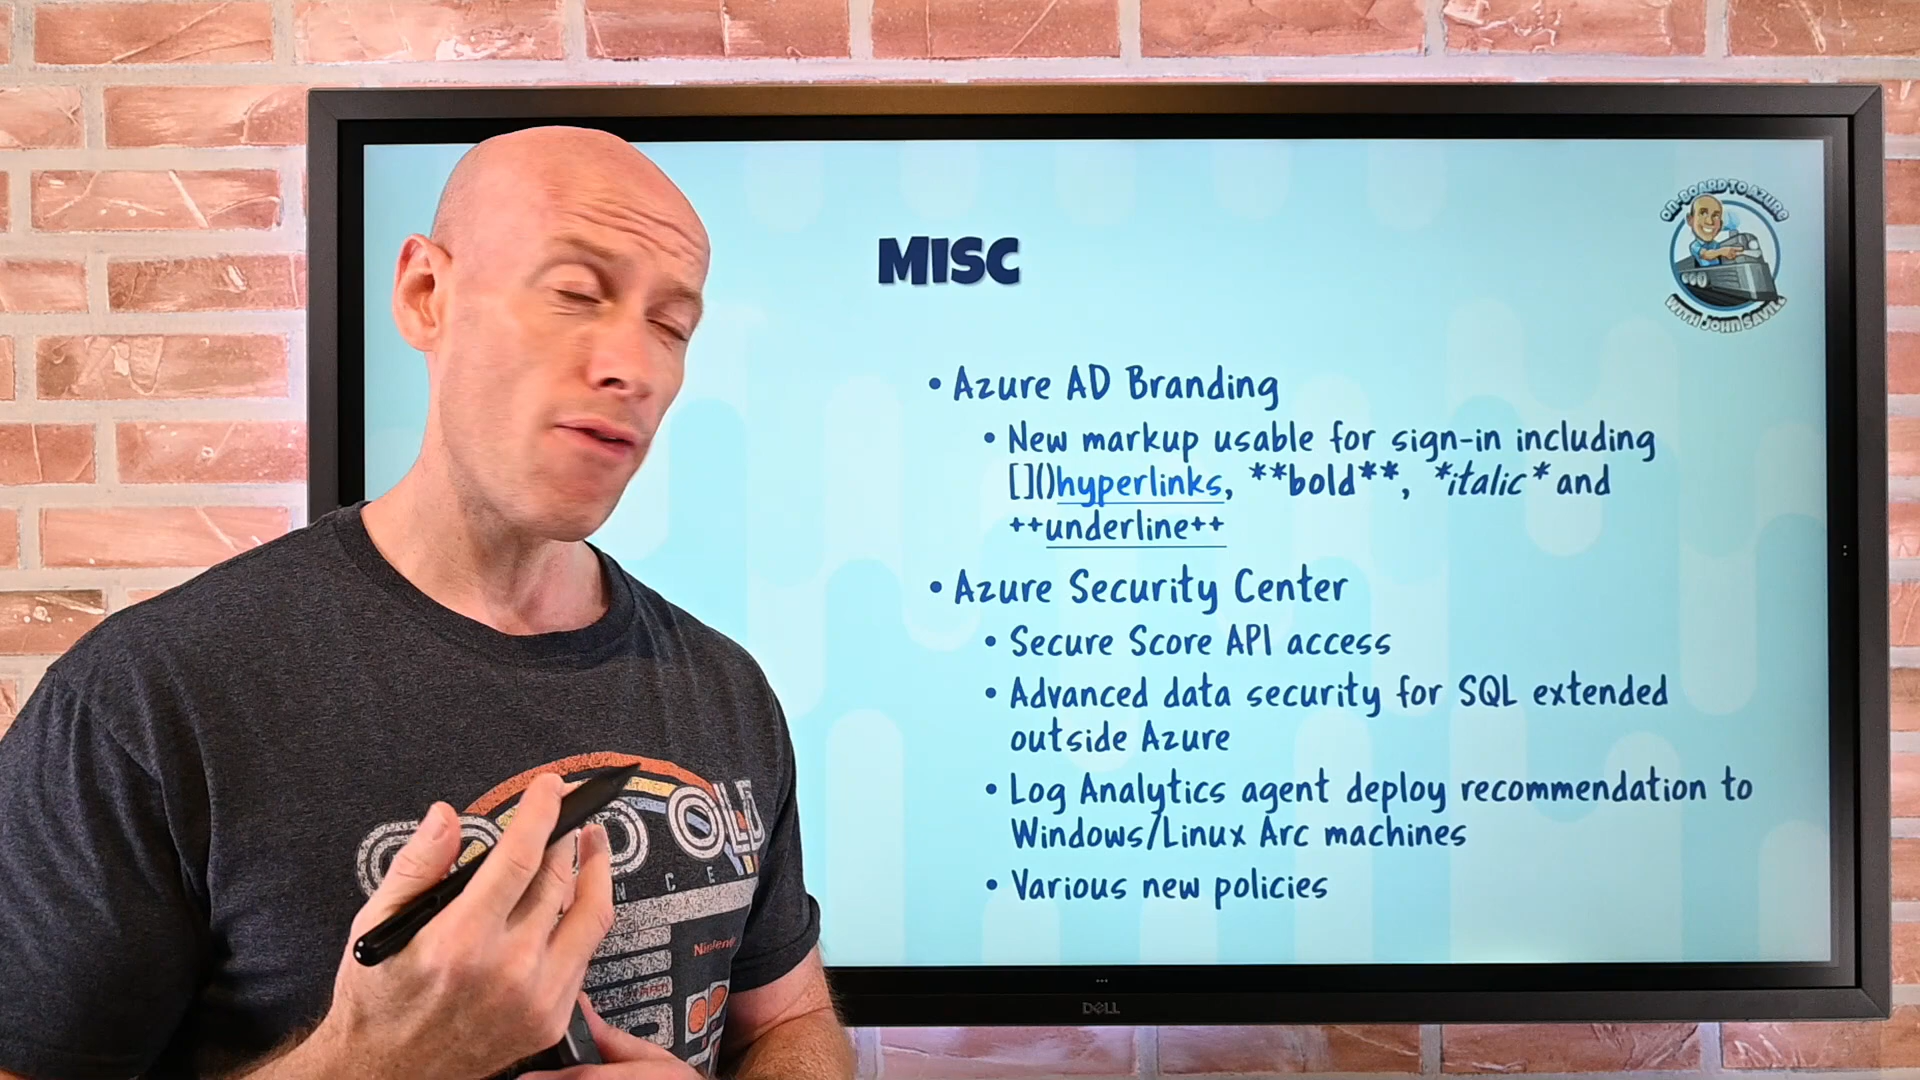 MISC
ON-BOARD TO AZURE
WITH JOHN SAVILL
• Azure AD Branding
• New markup usable for sign-in including
[]()hyperlinks, **bold**, *italic* and
++underline++
• Azure Security Center
• Secure Score API access
• Advanced data security for SQL extended
outside Azure
• Log Analytics agent deploy recommendation to
Windows/Linux Arc machines
• Various new policies
OLD
Ninten
DELL